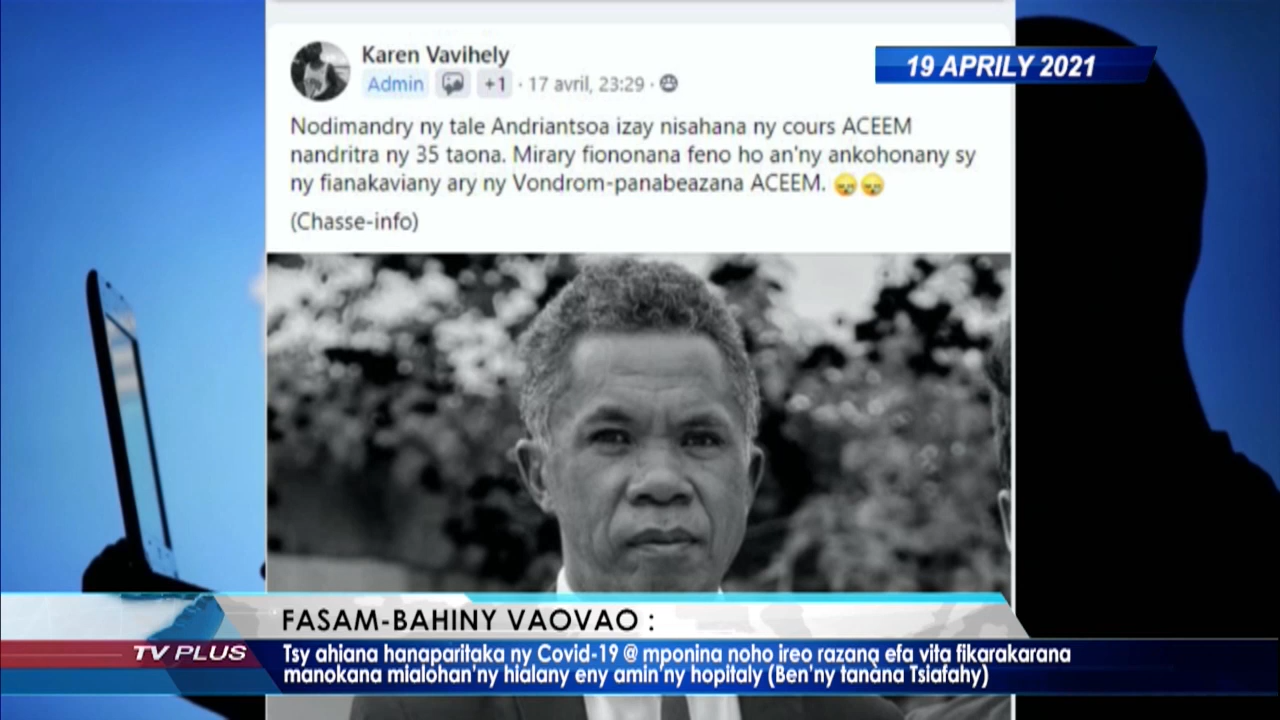 Karen Vavihely
19 APRILY 2021
Admin +1 · 17 avril, 23:29 ·
Nodimandry ny tale Andriantsoa izay nisahana ny cours ACEEM
nandritra ny 35 taona. Mirary fiononana feno ho an'ny ankohonany sy
ny fianakaviany ary ny Vondrom-panabeazana ACEEM. 😪😪
(Chasse-info)
FASAM-BAHINY VAOVAO :
TV PLUS
Tsy ahiana hanaparitaka ny Covid-19 @ mponina noho ireo razana efa vita fikarakarana
manokana mialohan'ny hialany eny amin'ny hopitaly (Ben'ny tanàna Tsiafahy)